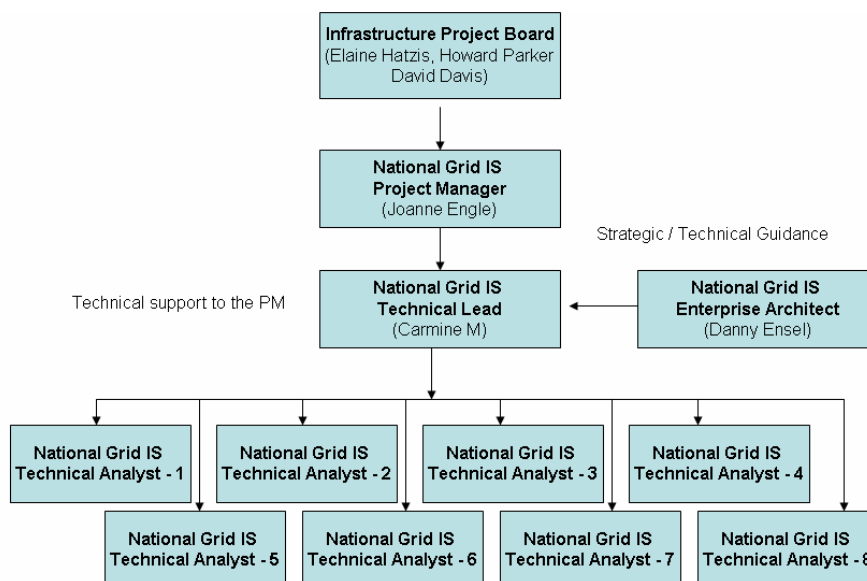 Infrastructure Project Board
(Elaine Hatzis, Howard Parker
David Davis)
National Grid IS
Project Manager
(Joanne Engle)
Strategic / Technical Guidance
Technical support to the PM
National Grid IS
Technical Lead
(Carmine M)
National Grid IS
Enterprise Architect
(Danny Ensel)
National Grid IS
Technical Analyst - 1
National Grid IS
Technical Analyst - 2
National Grid IS
Technical Analyst - 3
National Grid IS
Technical Analyst - 4
National Grid IS
Technical Analyst - 5
National Grid IS
Technical Analyst - 6
National Grid IS
Technical Analyst - 7
National Grid IS
Technical Analyst - 8